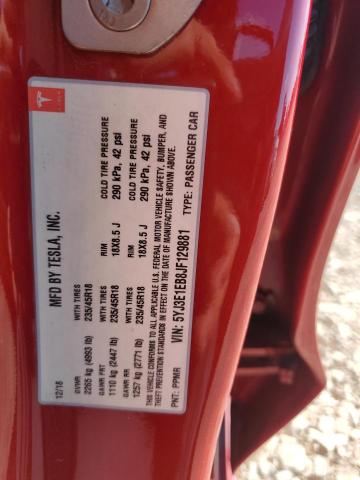 TESLA
MFD BY TESLA, INC.
12/18
GVWR WITH TIRES RIM COLD TIRE PRESSURE
2265 kg (4993 lb) 235/45R18 18X8.5 J 290 kPa, 42 psi
GAWR FRT WITH TIRES RIM COLD TIRE PRESSURE
1110 kg (2447 lb) 235/45R18 18X8.5 J 290 kPa, 42 psi
GAWR RR WITH TIRES
1257 kg (2771 lb) 235/45R18
THIS VEHICLE CONFORMS TO ALL APPLICABLE U.S. FEDERAL MOTOR VEHICLE SAFETY, BUMPER, AND
THEFT PREVENTION STANDARDS IN EFFECT ON THE DATE OF MANUFACTURE SHOWN ABOVE.
VIN: 5YJ3E1EB8JF129881 TYPE: PASSENGER CAR
PNT: PPMR